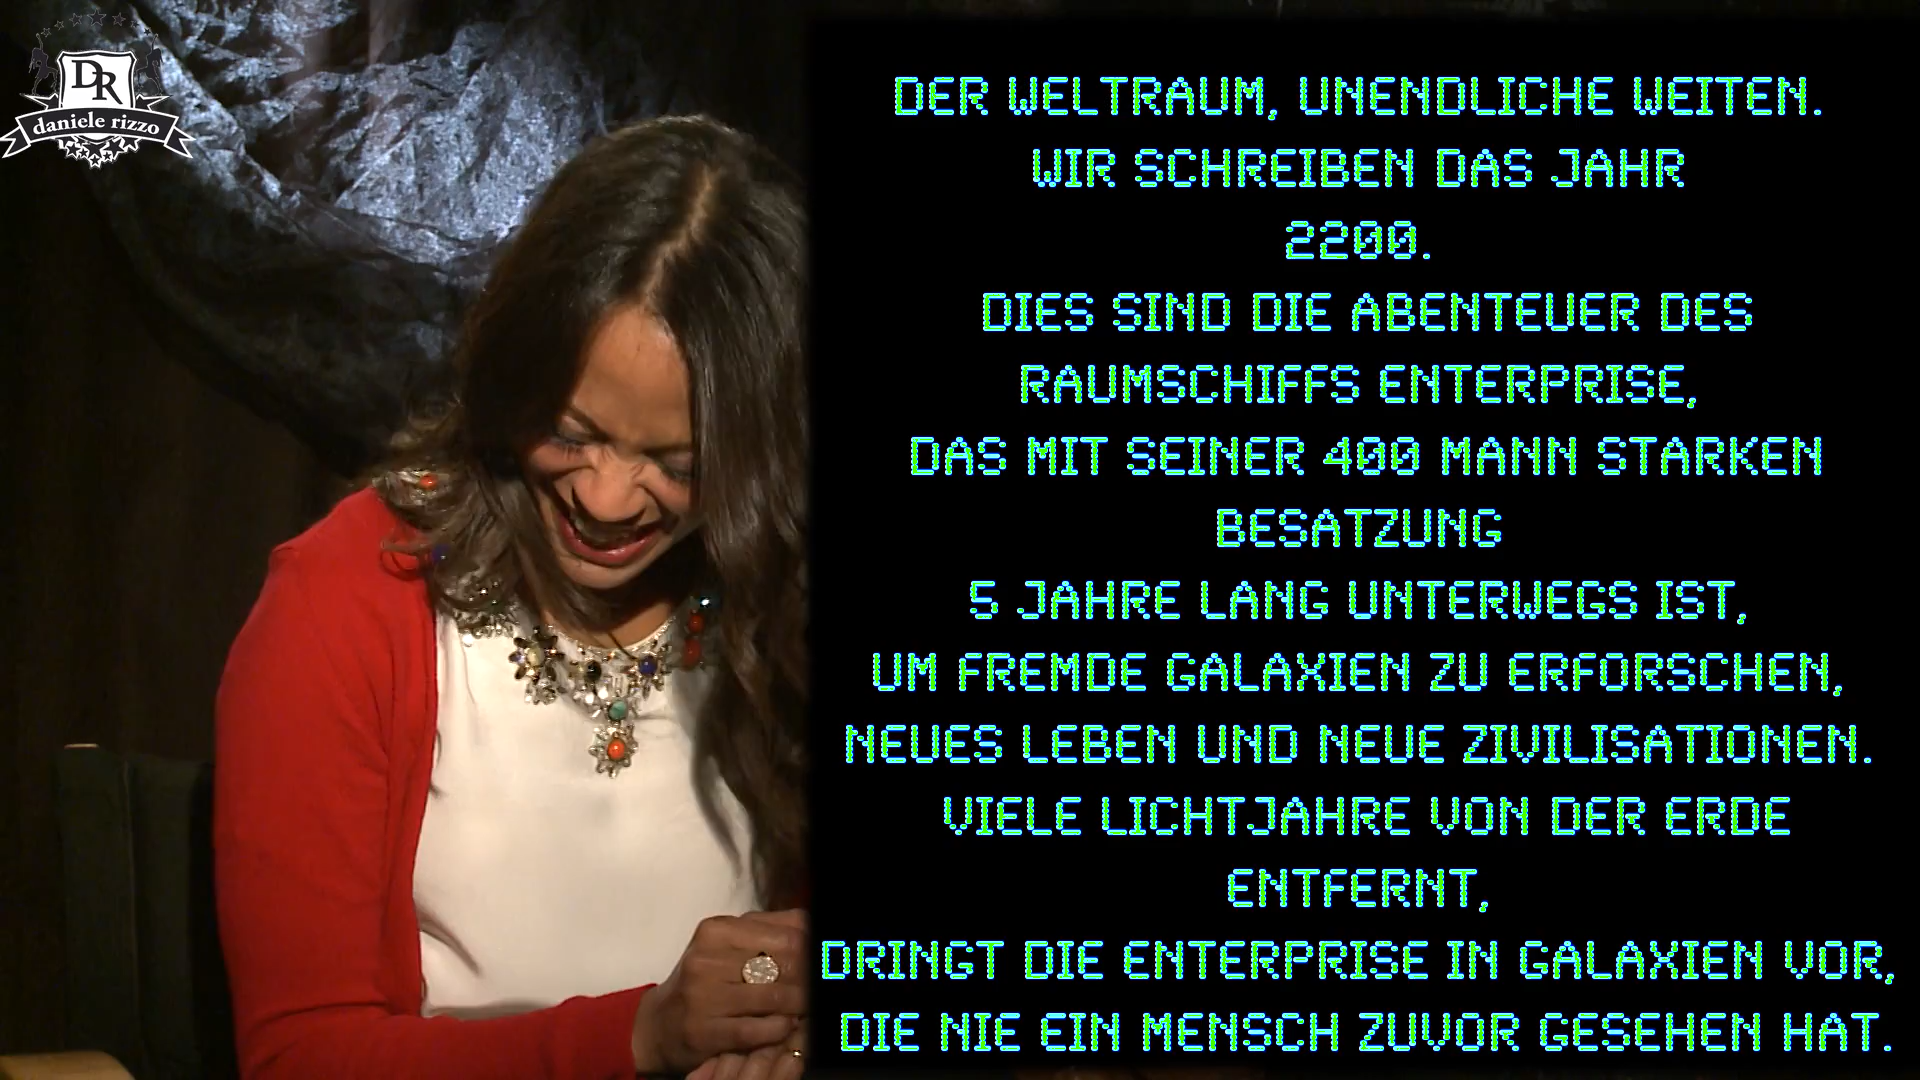 DR
daniele rizzo
DER WELTRAUM, UNENDLICHE WEITEN.
WIR SCHREIBEN DAS JAHR
2200.
DIES SIND DIE ABENTEUER DES
RAUMSCHIFFS ENTERPRISE,
DAS MIT SEINER 400 MANN STARKEN
BESATZUNG
5 JAHRE LANG UNTERWEGS IST,
UM FREMDE GALAXIEN ZU ERFORSCHEN,
NEUES LEBEN UND NEUE ZIVILISATIONEN.
VIELE LICHTJAHRE VON DER ERDE
ENTFERNT,
DRINGT DIE ENTERPRISE IN GALAXIEN VOR,
DIE NIE EIN MENSCH ZUVOR GESEHEN HAT.